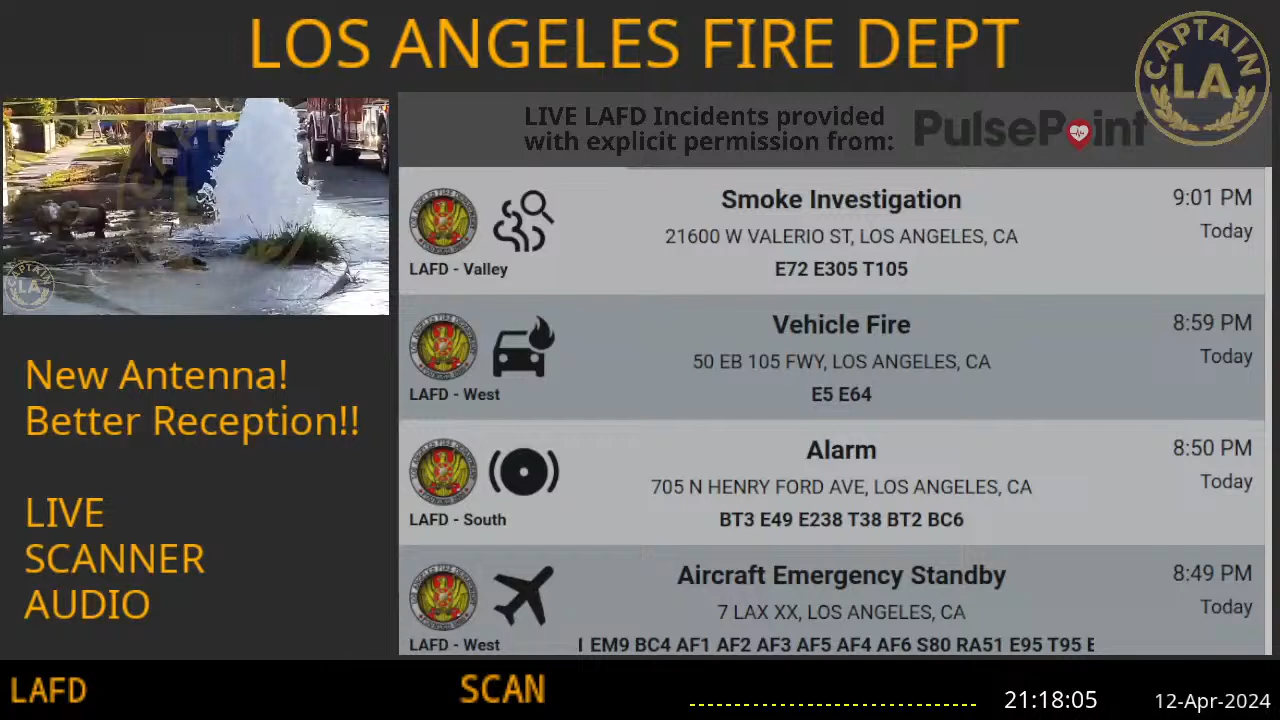 LOS ANGELES FIRE DEPT
CAPTAIN
LA
LIVE LAFD Incidents provided
with explicit permission from:
PulsePoint
CAPTAIN
LA
New Antenna!
Better Reception!!
LIVE
SCANNER
AUDIO
Smoke Investigation
9:01 PM
21600 W VALERIO ST, LOS ANGELES, CA
Today
LAFD - Valley
E72 E305 T105
Vehicle Fire
8:59 PM
50 EB 105 FWY, LOS ANGELES, CA
Today
LAFD - West
E5 E64
Alarm
8:50 PM
705 N HENRY FORD AVE, LOS ANGELES, CA
Today
LAFD - South
BT3 E49 E238 T38 BT2 BC6
Aircraft Emergency Standby
8:49 PM
7 LAX XX, LOS ANGELES, CA
Today
LAFD - West
EM9 BC4 AF1 AF2 AF3 AF5 AF4 AF6 S80 RA51 E95 T95
LAFD
SCAN
21:18:05
12-Apr-2024